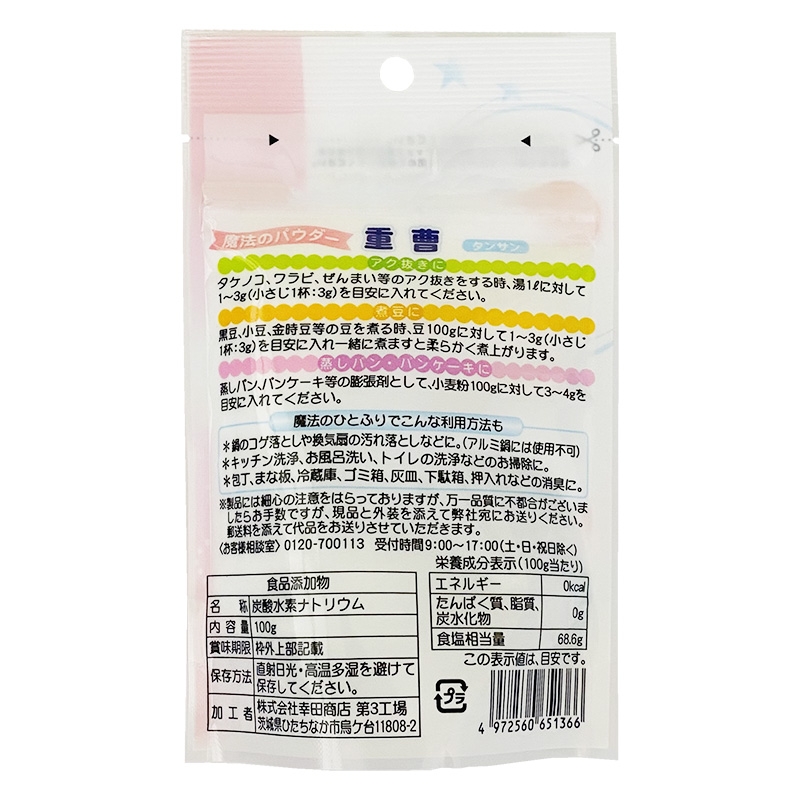 魔法のパウダー 重曹 タンサン
アク抜きに
タケノコ、ワラビ、ぜんまい等のアク抜きをする時、湯1ℓに対して
1〜3g(小さじ1杯:3g)を目安に入れてください。
煮豆に
黒豆、小豆、金時豆等の豆を煮る時、豆100gに対して1〜3g(小さじ
1杯:3g)を目安に入れ一緒に煮ますと柔らかく煮上がります。
蒸しパン・パンケーキに
蒸しパン、パンケーキ等の膨張剤として、小麦粉100gに対して3〜4gを
目安に入れてください。
魔法のひとふりでこんな利用方法も
*鍋のコゲ落としや換気扇の汚れ落としなどに。(アルミ鍋には使用不可)
*キッチン洗浄、お風呂洗い、トイレの洗浄などのお掃除に。
*包丁、まな板、冷蔵庫、ゴミ箱、灰皿、下駄箱、押入れなどの消臭に。
※製品には細心の注意をはらっておりますが、万一品質に不都合がございま
したらお手数ですが、現品と外装を添えて弊社宛にお送りください。
郵送料を添えて代品をお送りさせていただきます。
〈お客様相談室〉 0120-700113 受付時間9:00〜17:00(土・日・祝日除く)
食品添加物
名称 炭酸水素ナトリウム
内容量 100g
賞味期限 枠外上部記載
保存方法 直射日光・高温多湿を避けて
保存してください。
加工者 株式会社幸田商店 第3工場
茨城県ひたちなか市烏ケ台11808-2
栄養成分表示(100g当たり)
エネルギー 0kcal
たんぱく質、脂質、
炭水化物 0g
食塩相当量 68.6g
この表示値は、目安です。
プラ
4 972560 651366